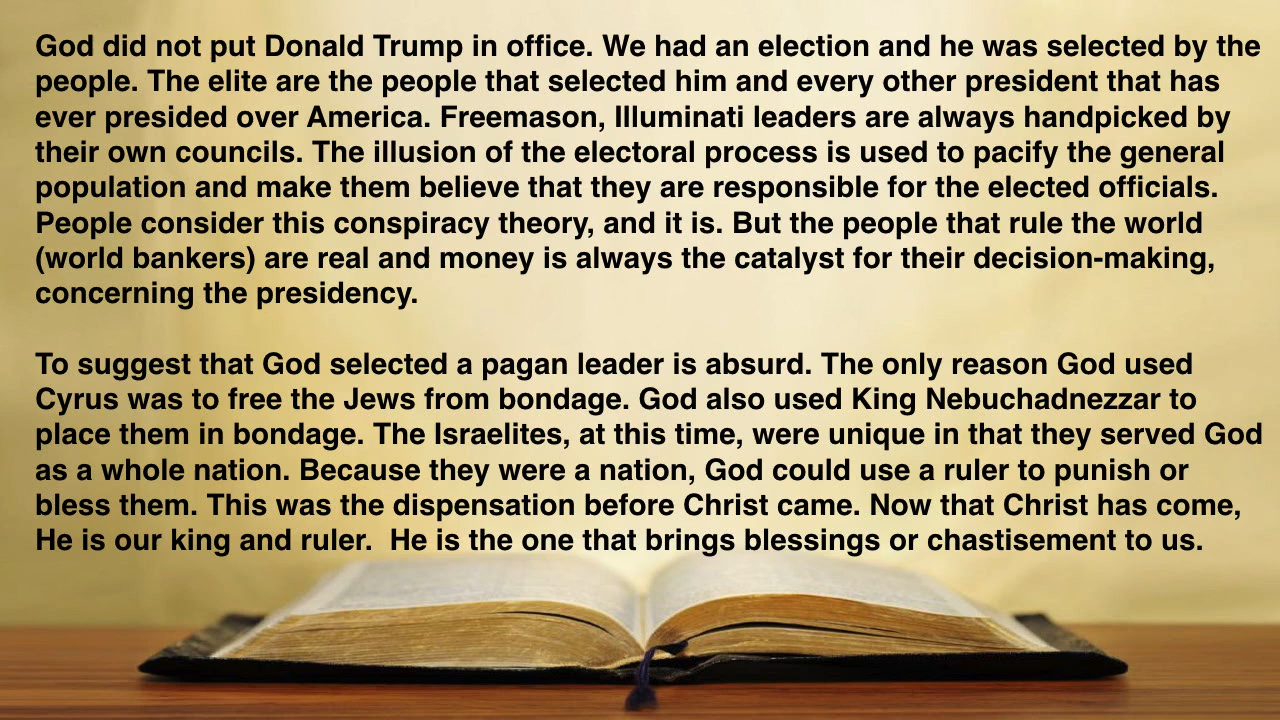 God did not put Donald Trump in office. We had an election and he was selected by the
people. The elite are the people that selected him and every other president that has
ever presided over America. Freemason, Illuminati leaders are always handpicked by
their own councils. The illusion of the electoral process is used to pacify the general
population and make them believe that they are responsible for the elected officials.
People consider this conspiracy theory, and it is. But the people that rule the world
(world bankers) are real and money is always the catalyst for their decision-making,
concerning the presidency.
To suggest that God selected a pagan leader is absurd. The only reason God used
Cyrus was to free the Jews from bondage. God also used King Nebuchadnezzar to
place them in bondage. The Israelites, at this time, were unique in that they served God
as a whole nation. Because they were a nation, God could use a ruler to punish or
bless them. This was the dispensation before Christ came. Now that Christ has come,
He is our king and ruler.  He is the one that brings blessings or chastisement to us.